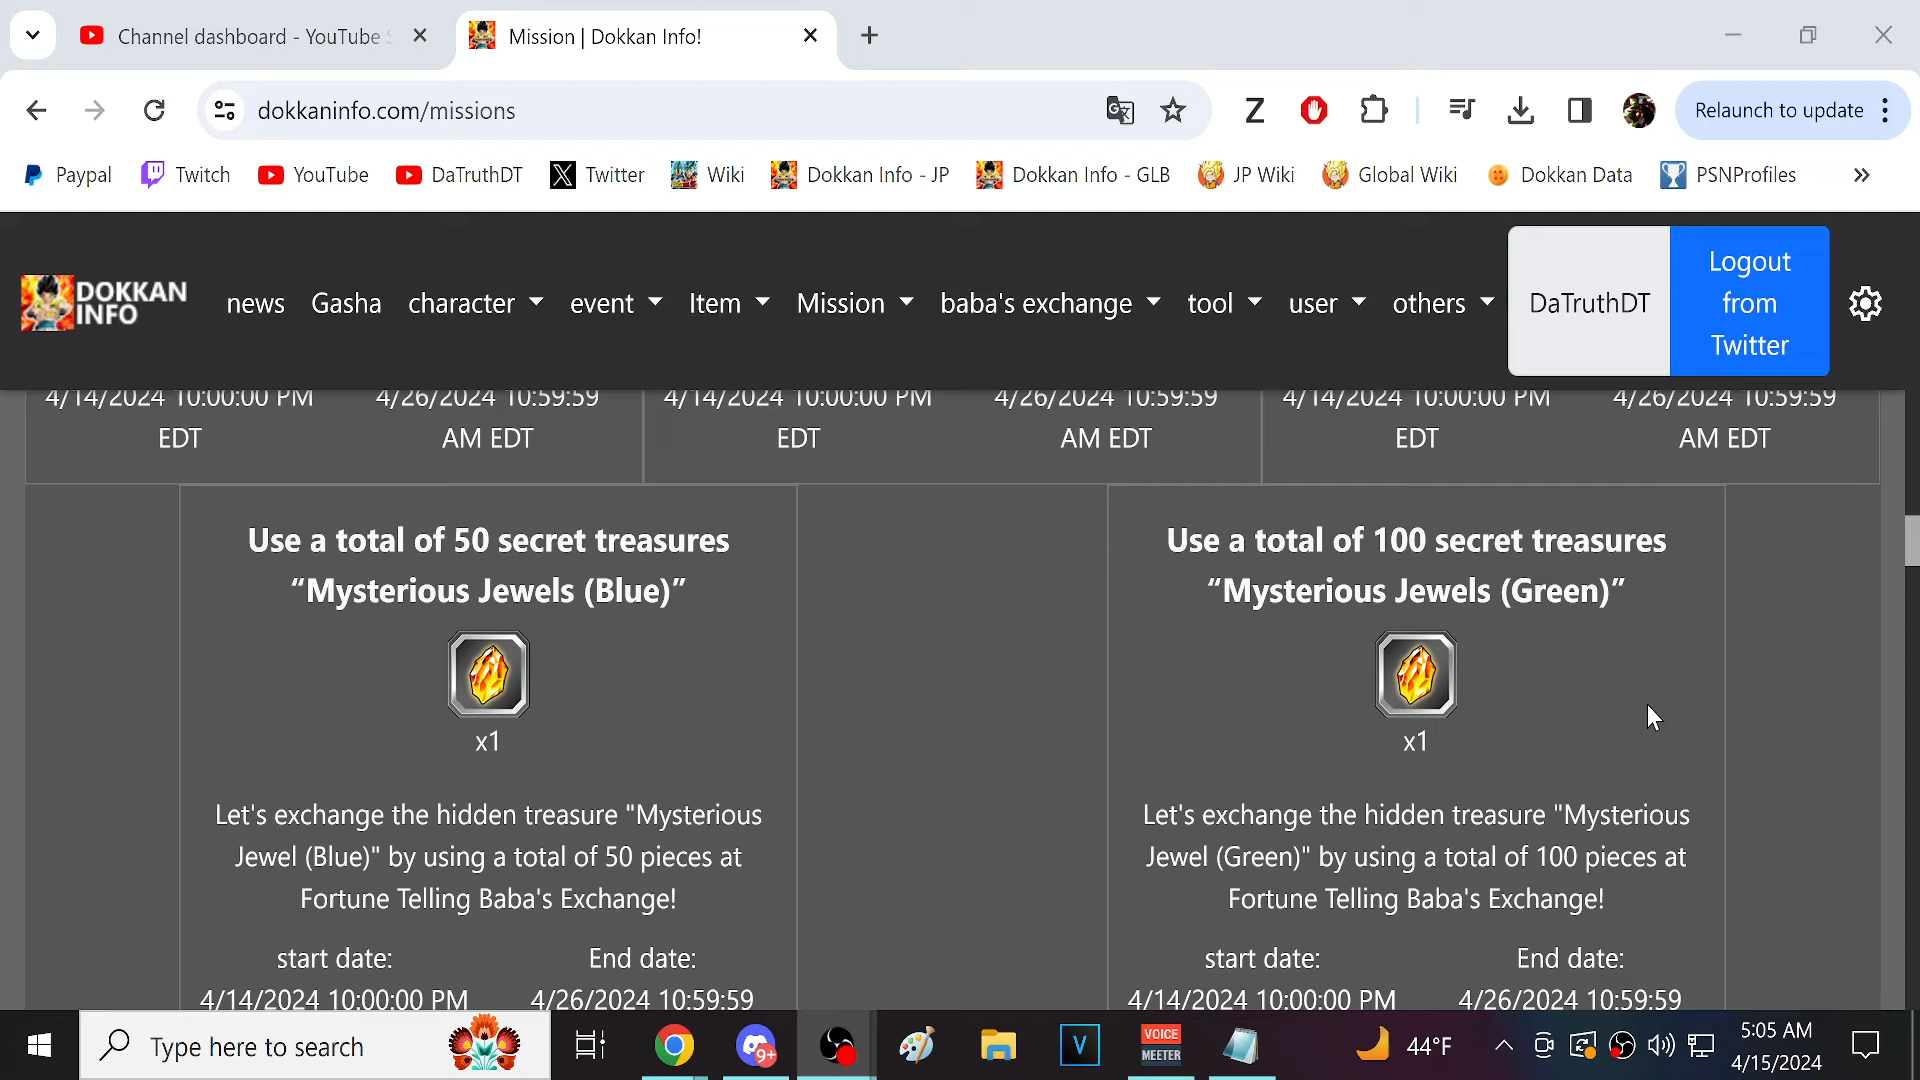 Channel dashboard - YouTube S
Mission | Dokkan Info!
dokkaninfo.com/missions
Z
Relaunch to update
Paypal
Twitch
YouTube
DaTruthDT
Twitter
Wiki
Dokkan Info - JP
Dokkan Info - GLB
JP Wiki
Global Wiki
Dokkan Data
PSNProfiles
»
DOKKAN
INFO
news
Gasha
character
event
Item
Mission
baba's exchange
tool
user
others
DaTruthDT
Logout
from
Twitter
4/14/2024 10:00:00 PM
EDT
4/26/2024 10:59:59
AM EDT
4/14/2024 10:00:00 PM
EDT
4/26/2024 10:59:59
AM EDT
4/14/2024 10:00:00 PM
EDT
4/26/2024 10:59:59
AM EDT
Use a total of 50 secret treasures
“Mysterious Jewels (Blue)”
x1
Let's exchange the hidden treasure "Mysterious
Jewel (Blue)" by using a total of 50 pieces at
Fortune Telling Baba's Exchange!
start date:
4/14/2024 10:00:00 PM
End date:
4/26/2024 10:59:59
Use a total of 100 secret treasures
“Mysterious Jewels (Green)”
x1
Let's exchange the hidden treasure "Mysterious
Jewel (Green)" by using a total of 100 pieces at
Fortune Telling Baba's Exchange!
start date:
4/14/2024 10:00:00 PM
End date:
4/26/2024 10:59:59
Type here to search
9+
V
VOICE
MEETER
44°F
5:05 AM
4/15/2024